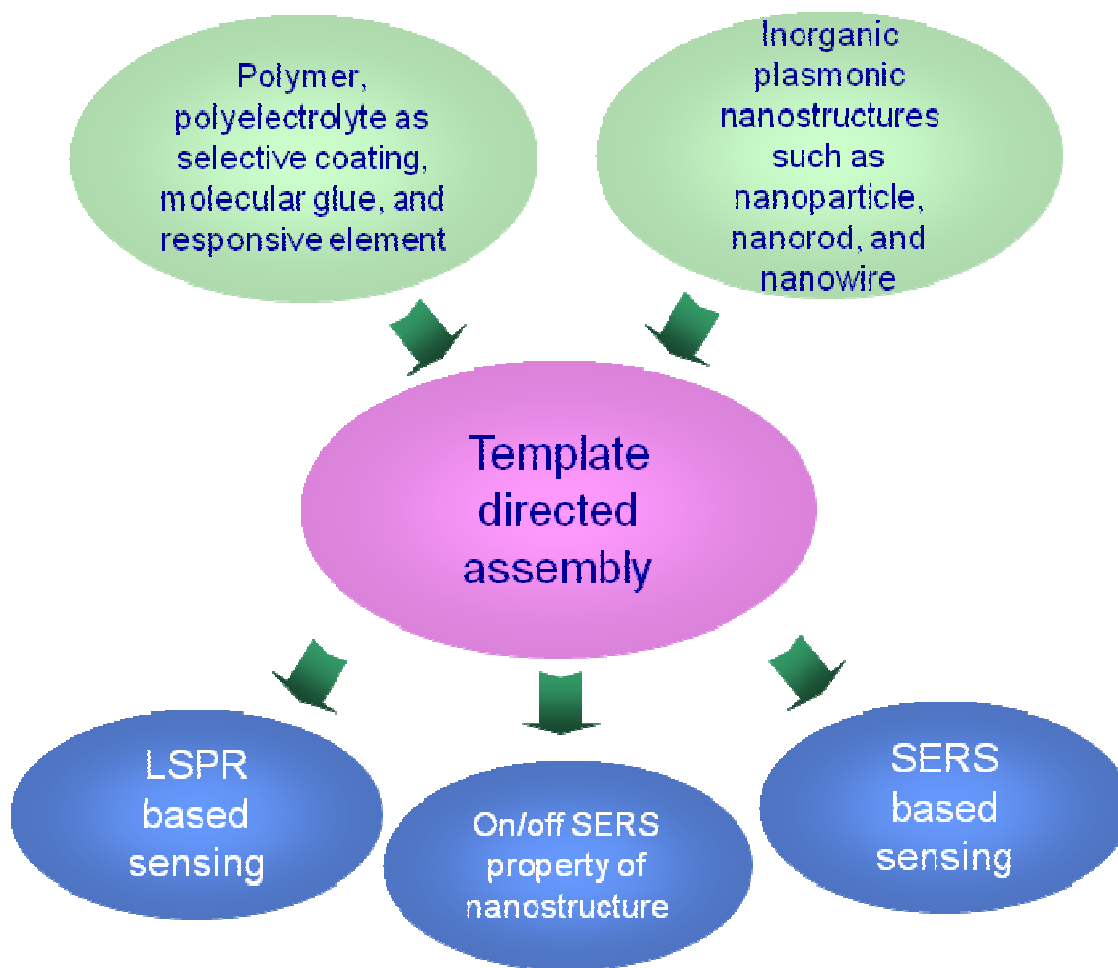 Polymer,
polyelectrolyte as
selective coating,
molecular glue, and
responsive element
Inorganic
plasmonic
nanostructures
such as
nanoparticle,
nanorod, and
nanowire
Template
directed
assembly
LSPR
based
sensing
On/off SERS
property of
nanostructure
SERS
based
sensing